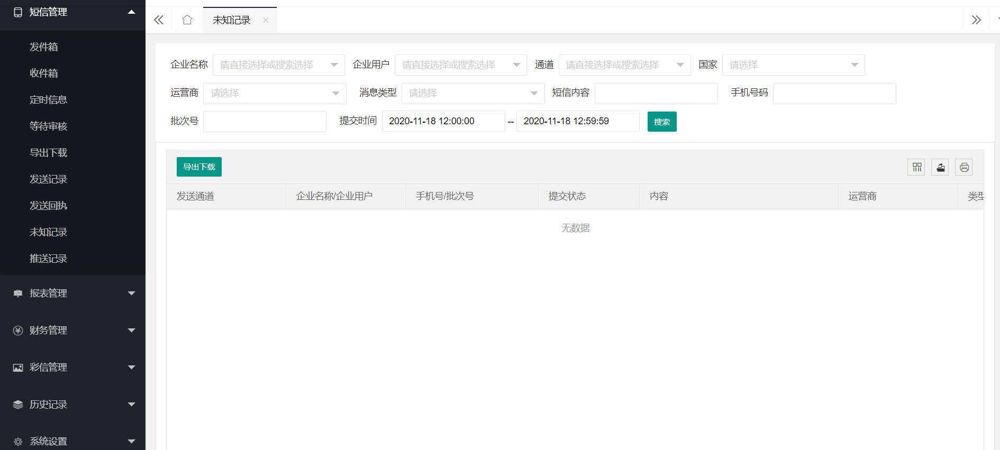 短信管理
发件箱
收件箱
定时信息
等待审核
导出下载
发送记录
发送回执
未知记录
推送记录
报表管理
财务管理
彩信管理
历史记录
系统设置
未知记录
企业名称 请直接选择或搜索选择 企业用户 请直接选择或搜索选择 通道 请直接选择或搜索选择 国家 请选择
运营商 请选择 消息类型 请选择 短信内容 手机号码
批次号 提交时间 2020-11-18 12:00:00 -- 2020-11-18 12:59:59 搜索
导出下载
发送通道 企业名称/企业用户 手机号/批次号 提交状态 内容 运营商 类型
无数据